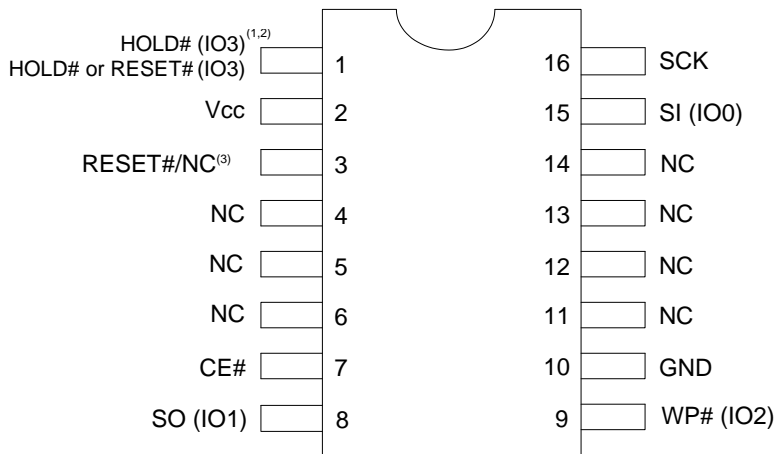 HOLD# (IO3)(1,2)
HOLD# or RESET# (IO3)
1
16
SCK
Vcc
2
15
SI (IO0)
RESET#/NC(3)
3
14
NC
NC
4
13
NC
NC
5
12
NC
NC
6
11
NC
CE#
7
10
GND
SO (IO1)
8
9
WP# (IO2)